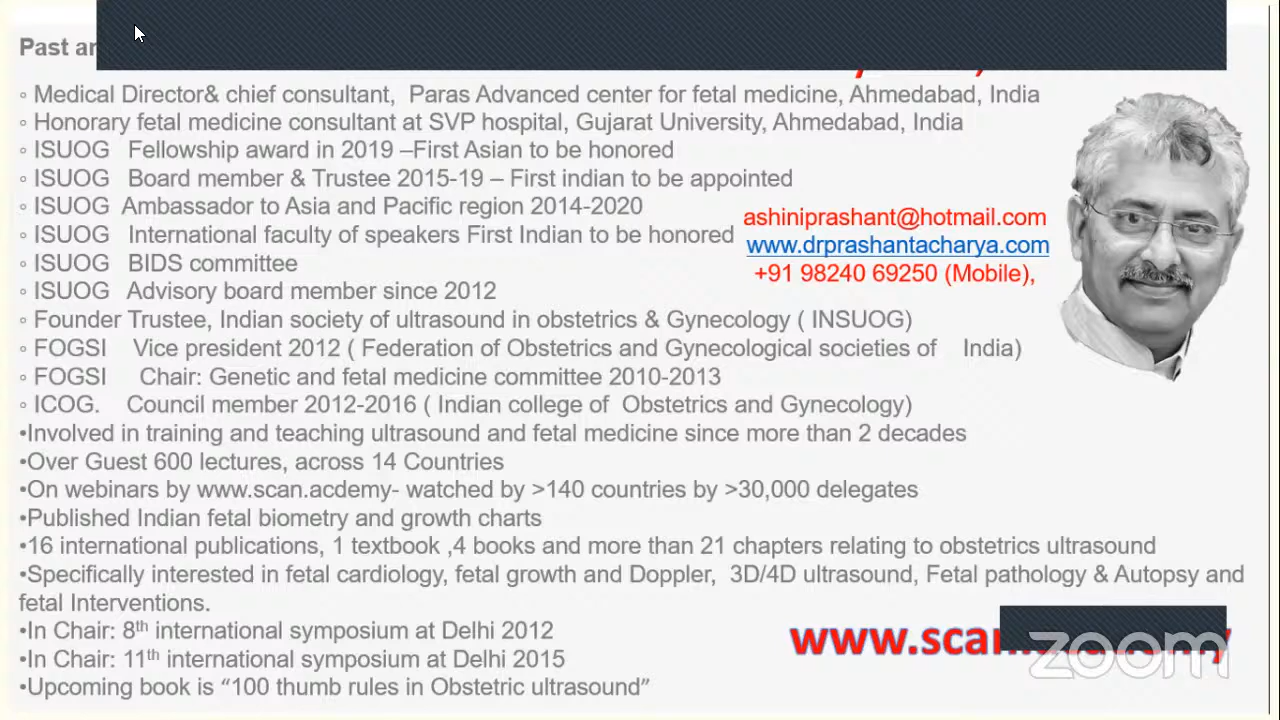 Past
◦ Medical Director& chief consultant, Paras Advanced center for fetal medicine, Ahmedabad, India
◦ Honorary fetal medicine consultant at SVP hospital, Gujarat University, Ahmedabad, India
◦ ISUOG Fellowship award in 2019 –First Asian to be honored
◦ ISUOG Board member & Trustee 2015-19 – First indian to be appointed
◦ ISUOG Ambassador to Asia and Pacific region 2014-2020
◦ ISUOG International faculty of speakers First Indian to be honored
◦ ISUOG BIDS committee
◦ ISUOG Advisory board member since 2012
◦ Founder Trustee, Indian society of ultrasound in obstetrics & Gynecology ( INSUOG)
◦ FOGSI Vice president 2012 ( Federation of Obstetrics and Gynecological societies of India)
◦ FOGSI Chair: Genetic and fetal medicine committee 2010-2013
◦ ICOG. Council member 2012-2016 ( Indian college of Obstetrics and Gynecology)
•Involved in training and teaching ultrasound and fetal medicine since more than 2 decades
•Over Guest 600 lectures, across 14 Countries
•On webinars by www.scan.acdemy- watched by >140 countries by >30,000 delegates
•Published Indian fetal biometry and growth charts
•16 international publications, 1 textbook ,4 books and more than 21 chapters relating to obstetrics ultrasound
•Specifically interested in fetal cardiology, fetal growth and Doppler, 3D/4D ultrasound, Fetal pathology & Autopsy and
fetal Interventions.
•In Chair: 8th international symposium at Delhi 2012
•In Chair: 11th international symposium at Delhi 2015
•Upcoming book is “100 thumb rules in Obstetric ultrasound”
ashiniprashant@hotmail.com
www.drprashantacharya.com
+91 98240 69250 (Mobile),
zoom